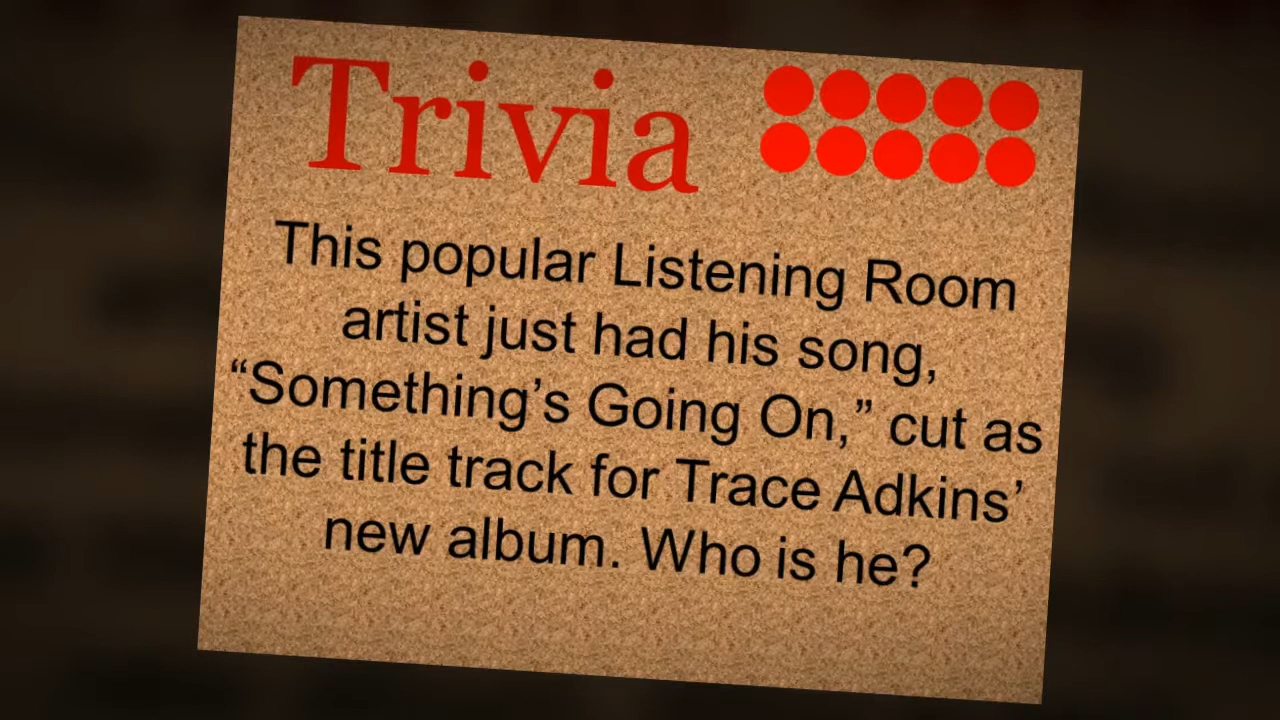 Trivia
This popular Listening Room
artist just had his song,
“Something’s Going On,” cut as
the title track for Trace Adkins’
new album. Who is he?